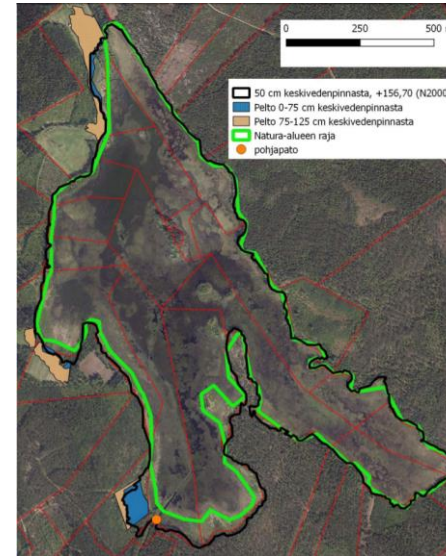 0 250 500
50 cm keskivedenpinnasta, +156,70 (N2000
Pelto 0-75 cm keskivedenpinnasta
Pelto 75-125 cm keskivedenpinnasta
Natura-alueen raja
pohjapato